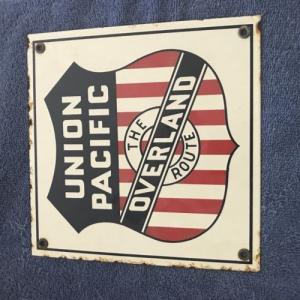 UNION
PACIFIC
THE
OVERLAND
ROUTE